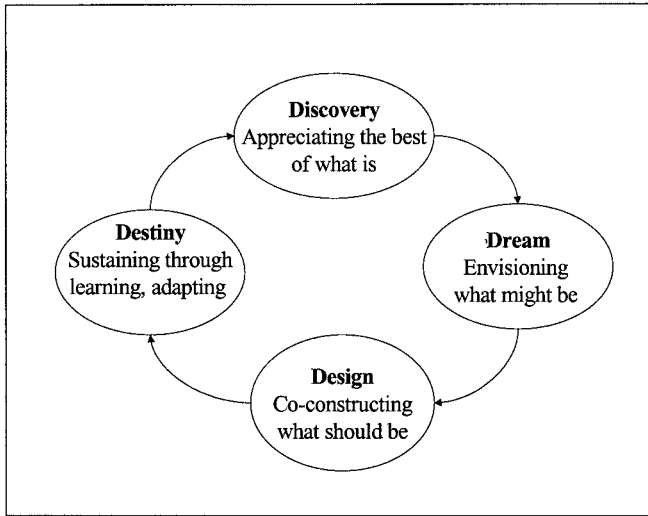 Discovery
Appreciating the best
of what is
Dream
Envisioning
what might be
Design
Co-constructing
what should be
Destiny
Sustaining through
learning, adapting